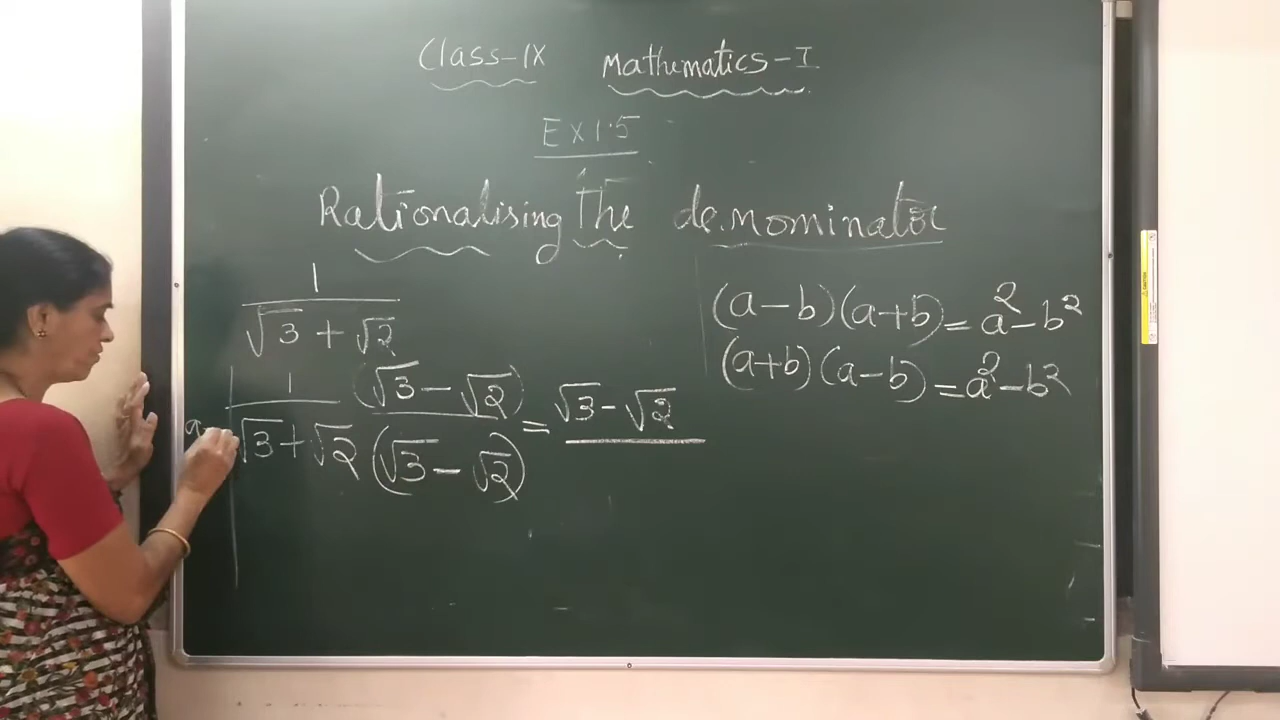 Class-IX Mathematics-I
EX 1.5
Rationalising the denominator
1
√3 + √2
(a-b)(a+b) = a²-b²
(a+b)(a-b) = a²-b²
1 (√3 - √2) = √3 - √2
√3 + √2 (√3 - √2)
a